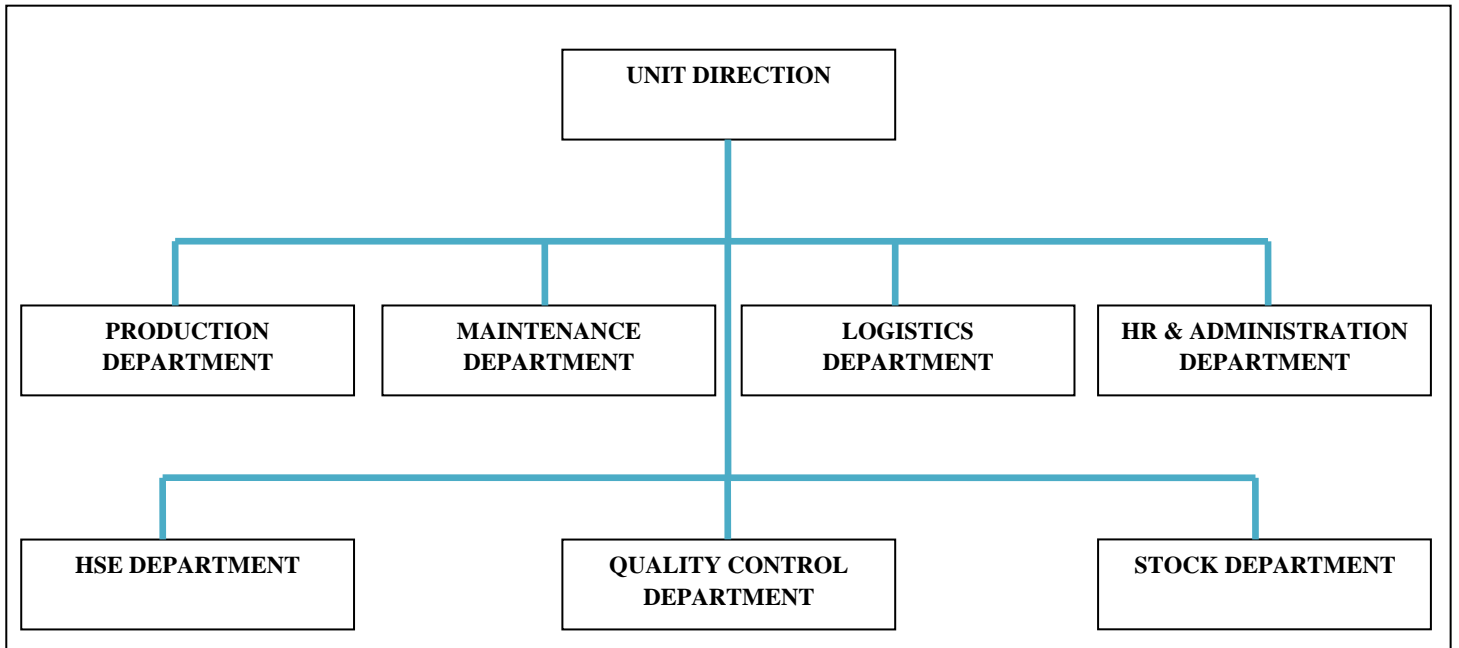 UNIT DIRECTION
PRODUCTION
DEPARTMENT
MAINTENANCE
DEPARTMENT
LOGISTICS
DEPARTMENT
HR & ADMINISTRATION
DEPARTMENT
HSE DEPARTMENT
QUALITY CONTROL
DEPARTMENT
STOCK DEPARTMENT